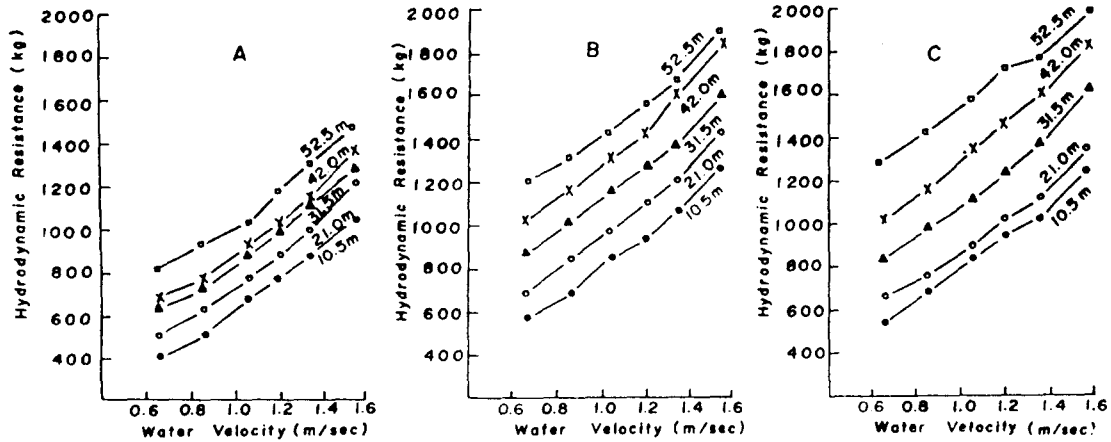 Hydrodynamic Resistance (kg)
2000
1800
1600
1400
1200
1000
800
600
400
A
52.5m
42.0m
31.5m
21.0m
10.5m
0.6 0.8 1.0 1.2 1.4 1.6
Water Velocity (m/sec)
Hydrodynamic Resistance (kg)
2000
1800
1600
1400
1200
1000
800
600
400
B
52.5m
42.0m
31.5m
21.0m
10.5m
0.6 0.8 1.0 1.2 1.4 1.6
Water Velocity (m/sec)
Hydrodynamic Resistance (kg)
2000
1800
1600
1400
1200
1000
800
600
400
C
52.5m
42.0m
31.5m
21.0m
10.5m
0.6 0.8 1.0 1.2 1.4 1.6
Water Velocity (m/sec)